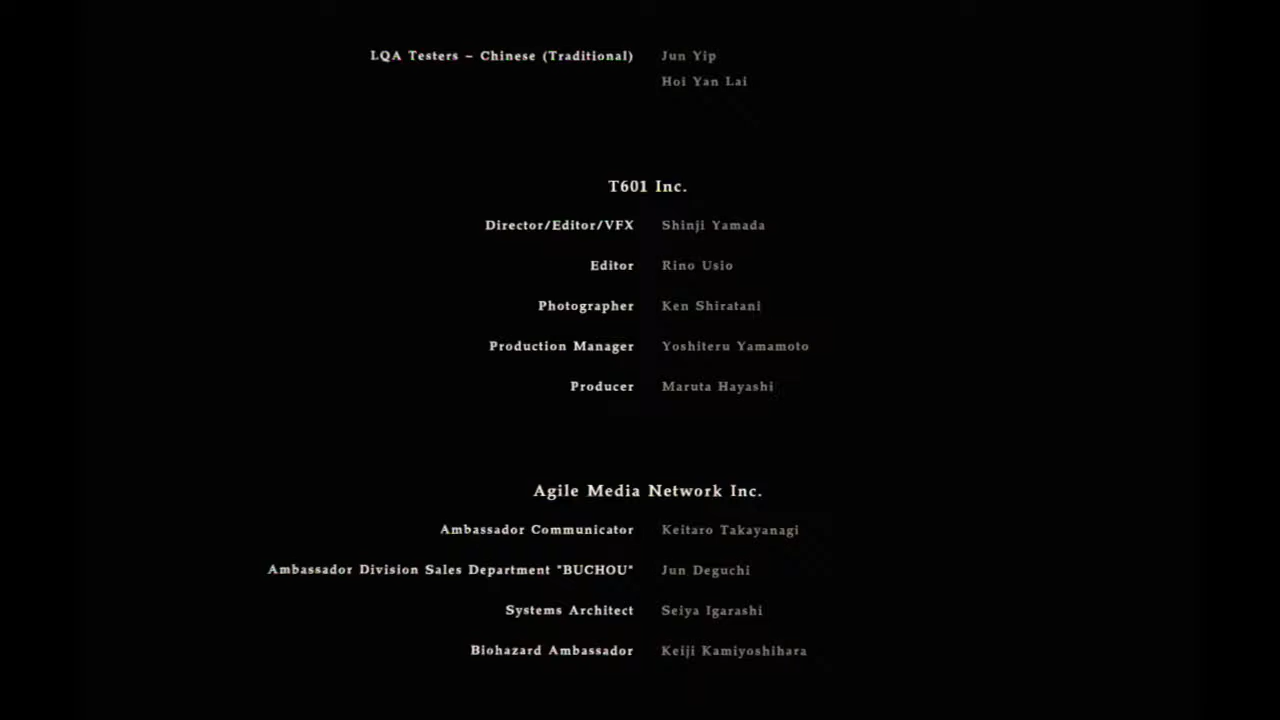 LQA Testers – Chinese (Traditional) Jun Yip
Hoi Yan Lai
T601 Inc.
Director/Editor/VFX Shinji Yamada
Editor Rino Usio
Photographer Ken Shiratani
Production Manager Yoshiteru Yamamoto
Producer Maruta Hayashi
Agile Media Network Inc.
Ambassador Communicator Keitaro Takayanagi
Ambassador Division Sales Department "BUCHOU" Jun Deguchi
Systems Architect Seiya Igarashi
Biohazard Ambassador Keiji Kamiyoshihara